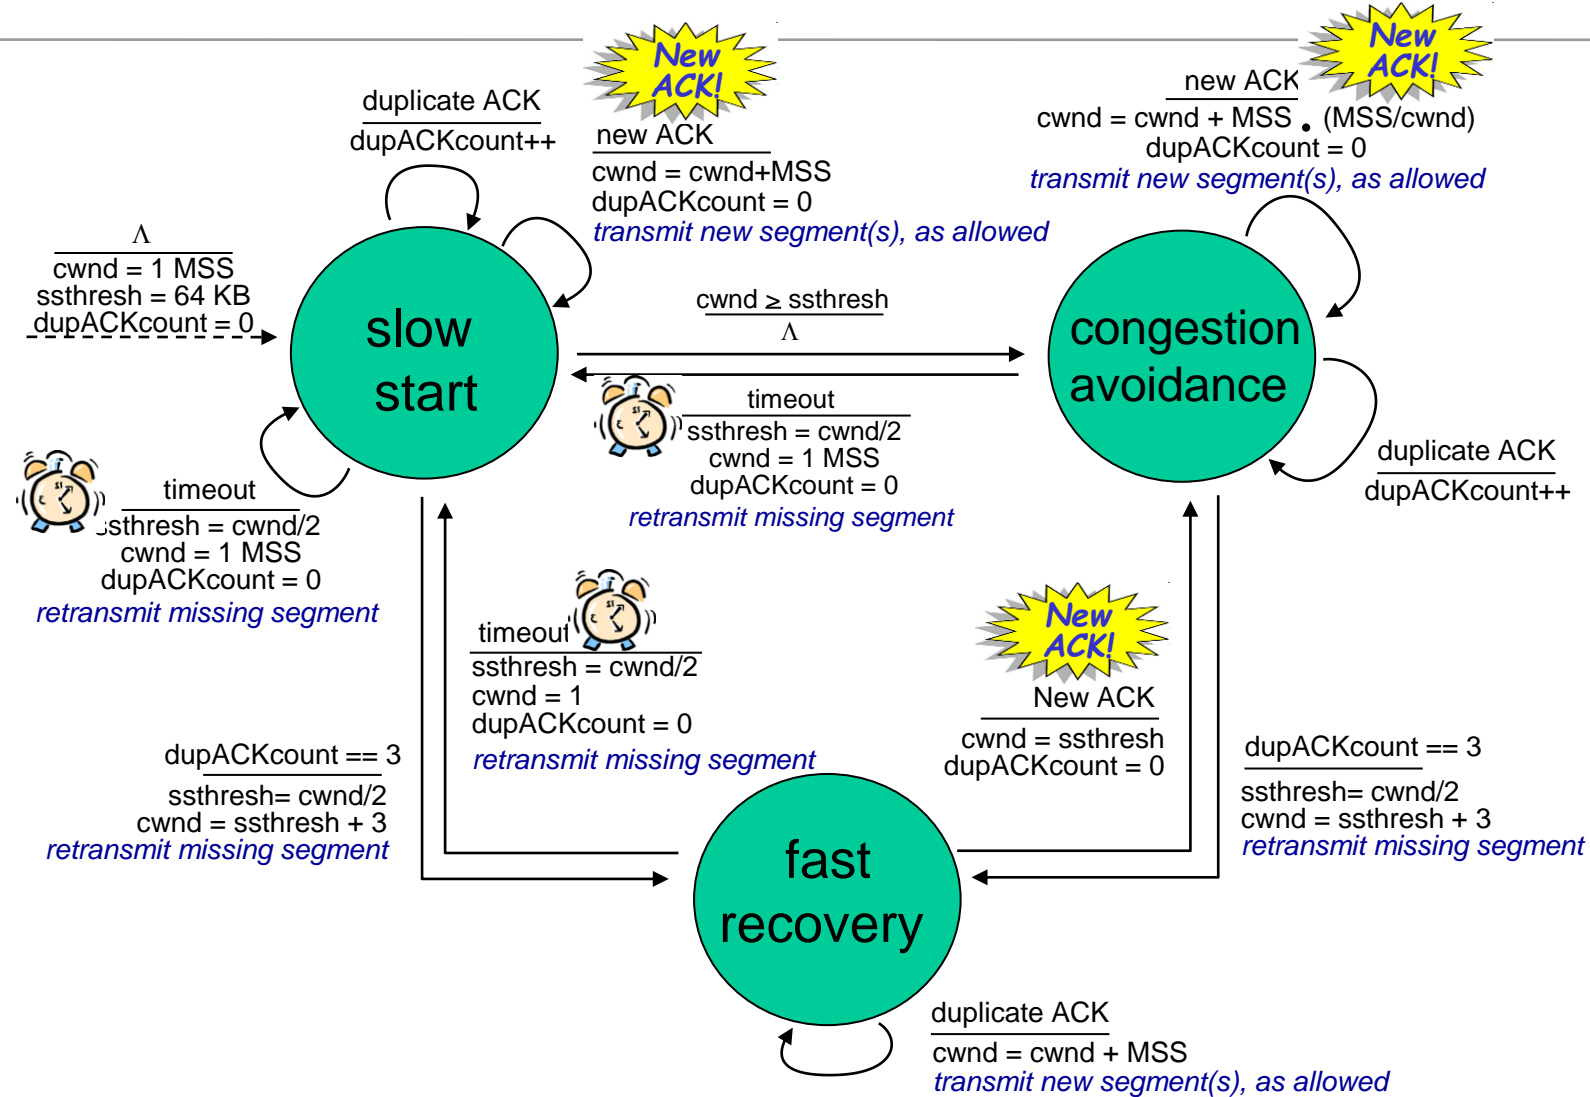 New
ACK!
duplicate ACK
dupACKcount++
new ACK
cwnd = cwnd+MSS
dupACKcount = 0
transmit new segment(s), as allowed
New
ACK!
new ACK
cwnd = cwnd + MSS • (MSS/cwnd)
dupACKcount = 0
transmit new segment(s), as allowed
Λ
cwnd = 1 MSS
ssthresh = 64 KB
dupACKcount = 0
slow
start
cwnd ≥ ssthresh
Λ
congestion
avoidance
timeout
ssthresh = cwnd/2
cwnd = 1 MSS
dupACKcount = 0
retransmit missing segment
duplicate ACK
dupACKcount++
timeout
ssthresh = cwnd/2
cwnd = 1 MSS
dupACKcount = 0
retransmit missing segment
timeout
ssthresh = cwnd/2
cwnd = 1
dupACKcount = 0
retransmit missing segment
New
ACK!
New ACK
cwnd = ssthresh
dupACKcount = 0
dupACKcount == 3
ssthresh= cwnd/2
cwnd = ssthresh + 3
retransmit missing segment
dupACKcount == 3
ssthresh= cwnd/2
cwnd = ssthresh + 3
retransmit missing segment
fast
recovery
duplicate ACK
cwnd = cwnd + MSS
transmit new segment(s), as allowed